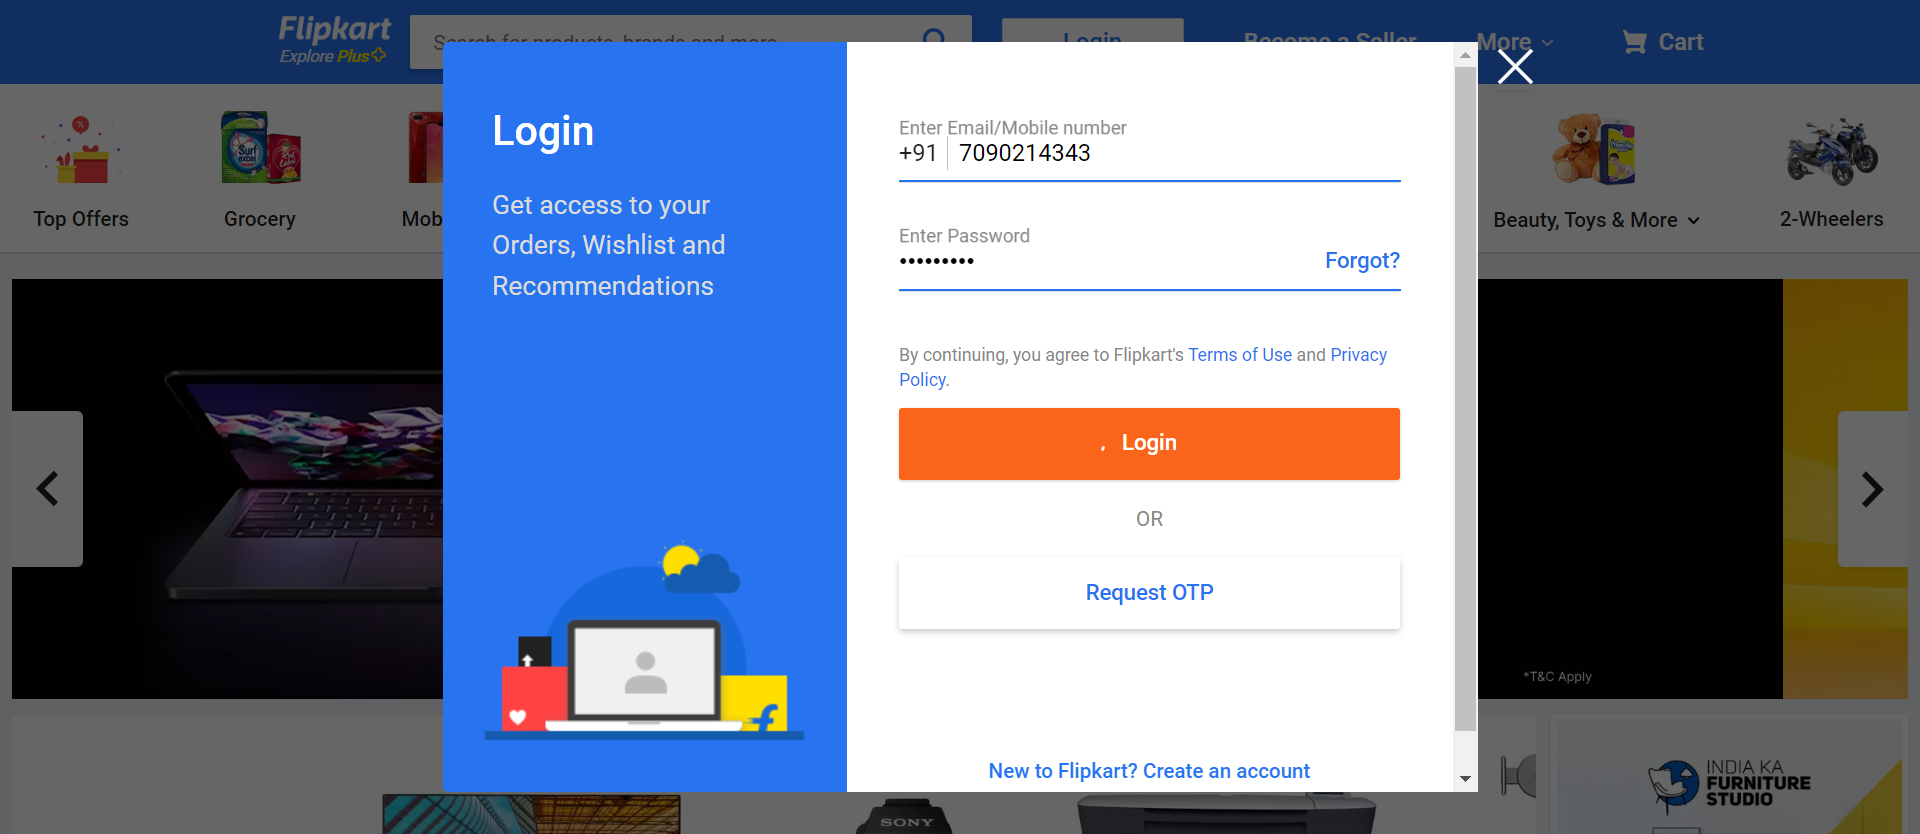 Flipkart
Explore Plus
Search for products, brands and more
Login
Become a Seller
More
Cart
Top Offers
Grocery
Mob
Beauty, Toys & More
2-Wheelers
Login
Get access to your
Orders, Wishlist and
Recommendations
Enter Email/Mobile number
+91 7090214343
Enter Password
•••••••••
Forgot?
By continuing, you agree to Flipkart's Terms of Use and Privacy
Policy.
Login
OR
Request OTP
New to Flipkart? Create an account
*T&C Apply
SONY
INDIA KA
FURNITURE
STUDIO